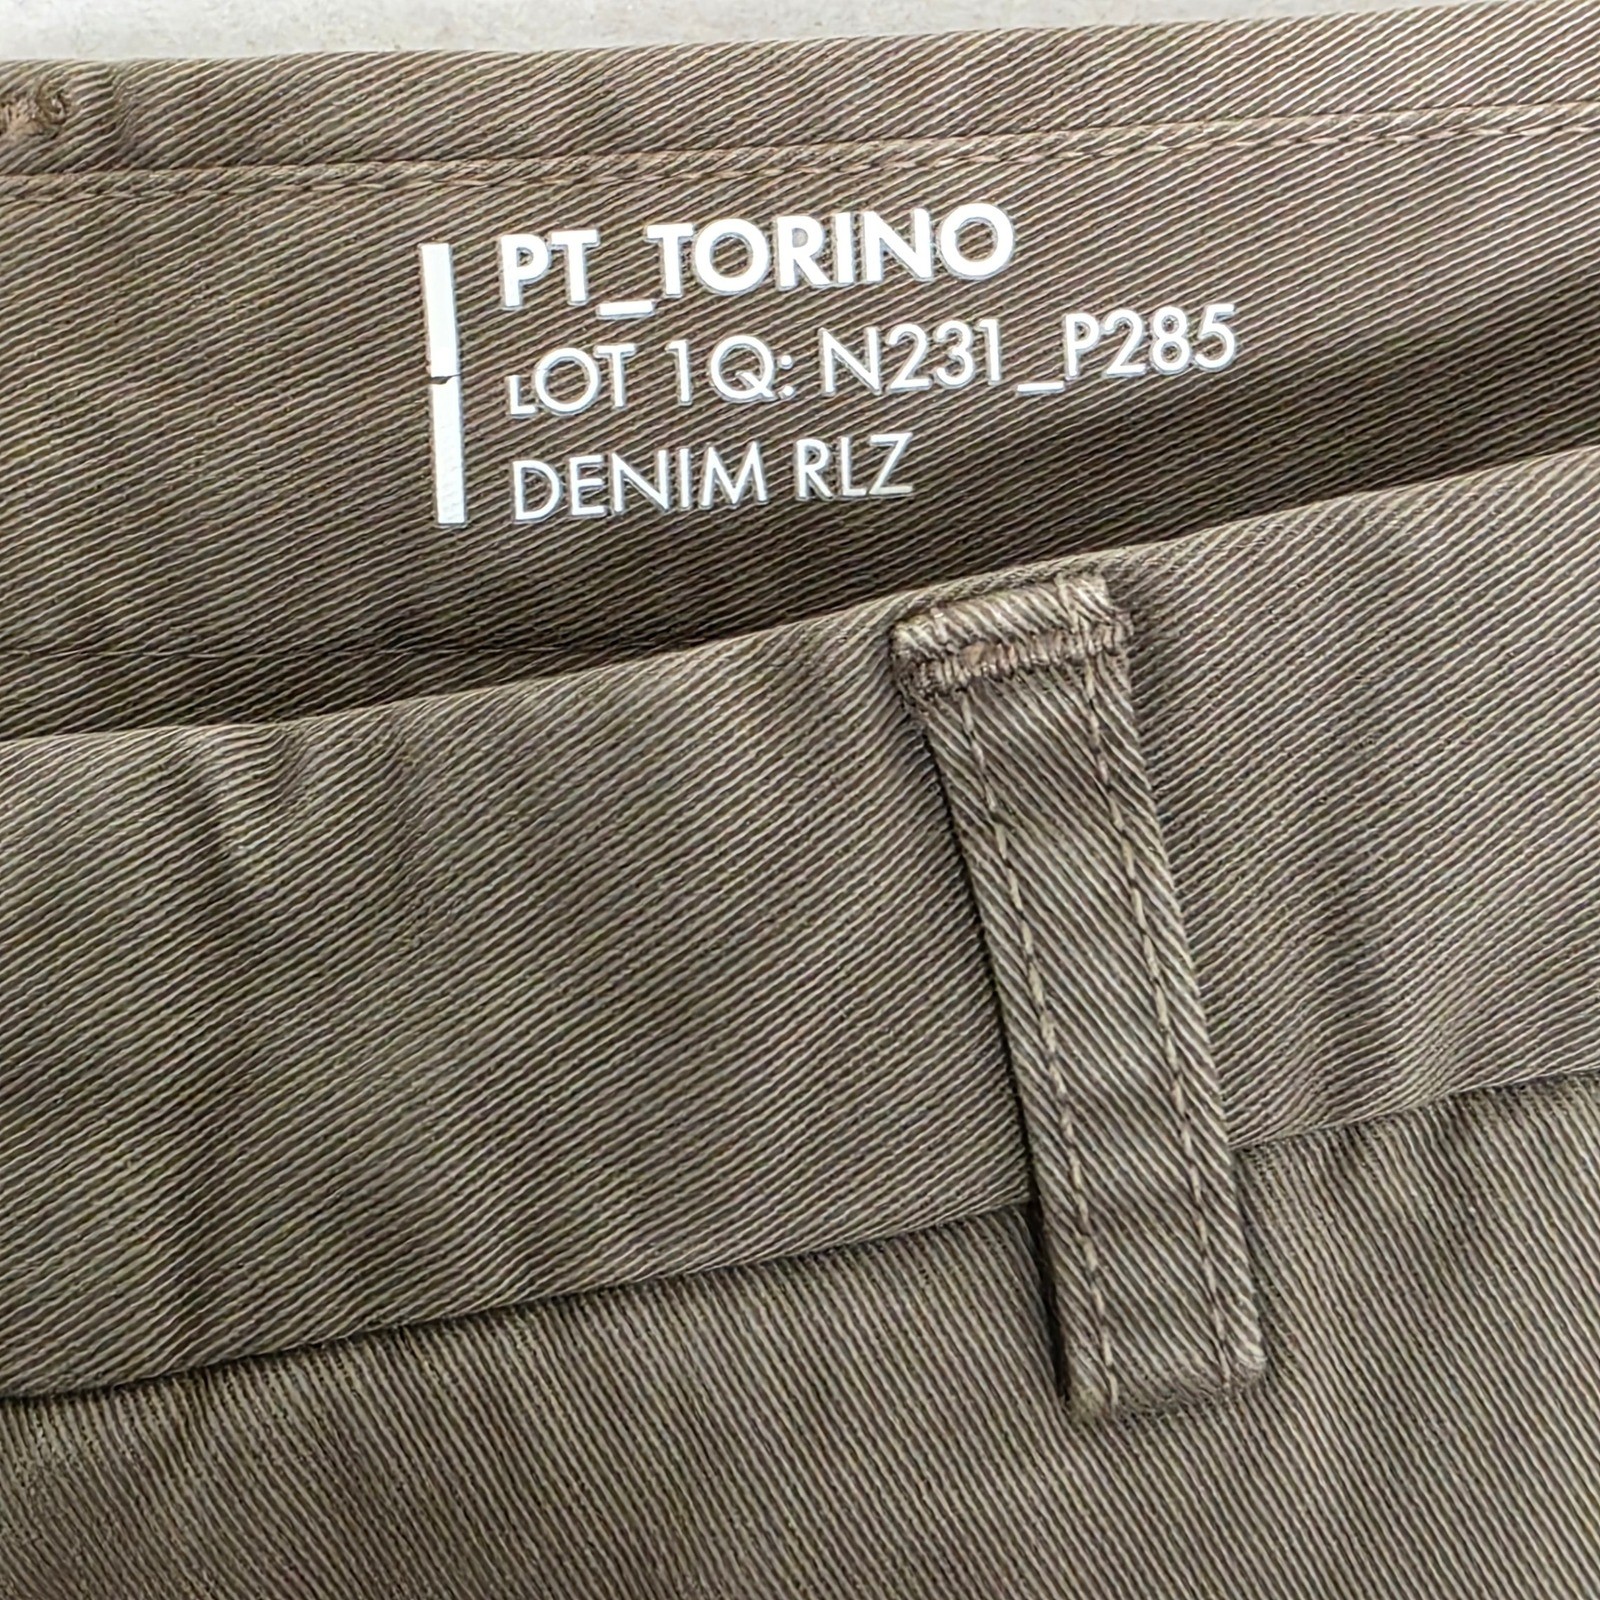 PT_TORINO
LOT 1Q: N231_P285
DENIM RLZ